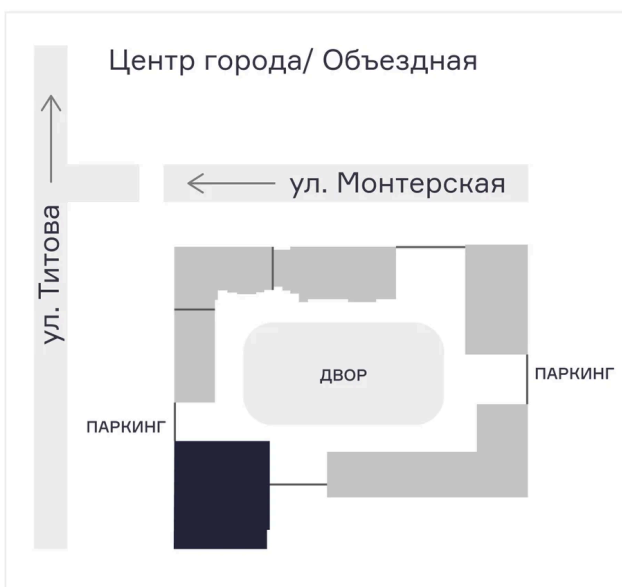 Центр города/ Объездная
ул. Монтерская
ул. Титова
ДВОР
ПАРКИНГ
ПАРКИНГ